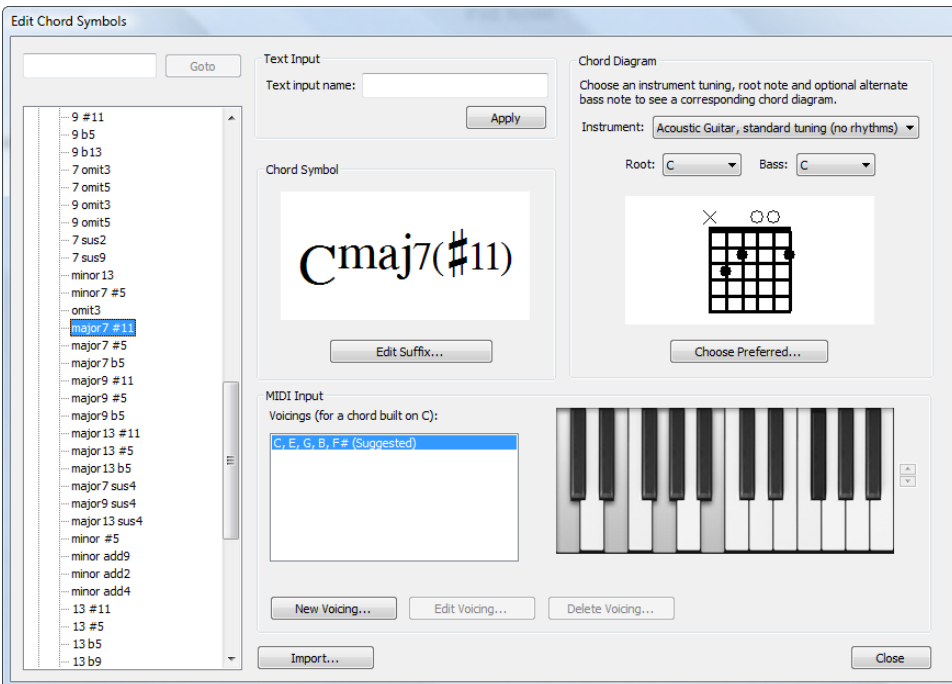 Edit Chord Symbols
Goto
9 #11
9 b5
9 b13
7 omit3
7 omit5
9 omit3
9 omit5
7 sus2
7 sus9
minor13
minor7 #5
omit3
major7 #11
major7 #5
major7 b5
major9 #11
major9 #5
major9 b5
major13 #11
major13 #5
major13 b5
major7 sus4
major9 sus4
major13 sus4
minor #5
minor add9
minor add2
minor add4
13 #11
13 #5
13 b5
13 b9
Text Input
Text input name:
Apply
Chord Symbol
Cmaj7(♯11)
Edit Suffix...
Chord Diagram
Choose an instrument tuning, root note and optional alternate
bass note to see a corresponding chord diagram.
Instrument: Acoustic Guitar, standard tuning (no rhythms)
Root: C Bass: C
Choose Preferred...
MIDI Input
Voicings (for a chord built on C):
C, E, G, B, F# (Suggested)
New Voicing... Edit Voicing... Delete Voicing...
Import... Close